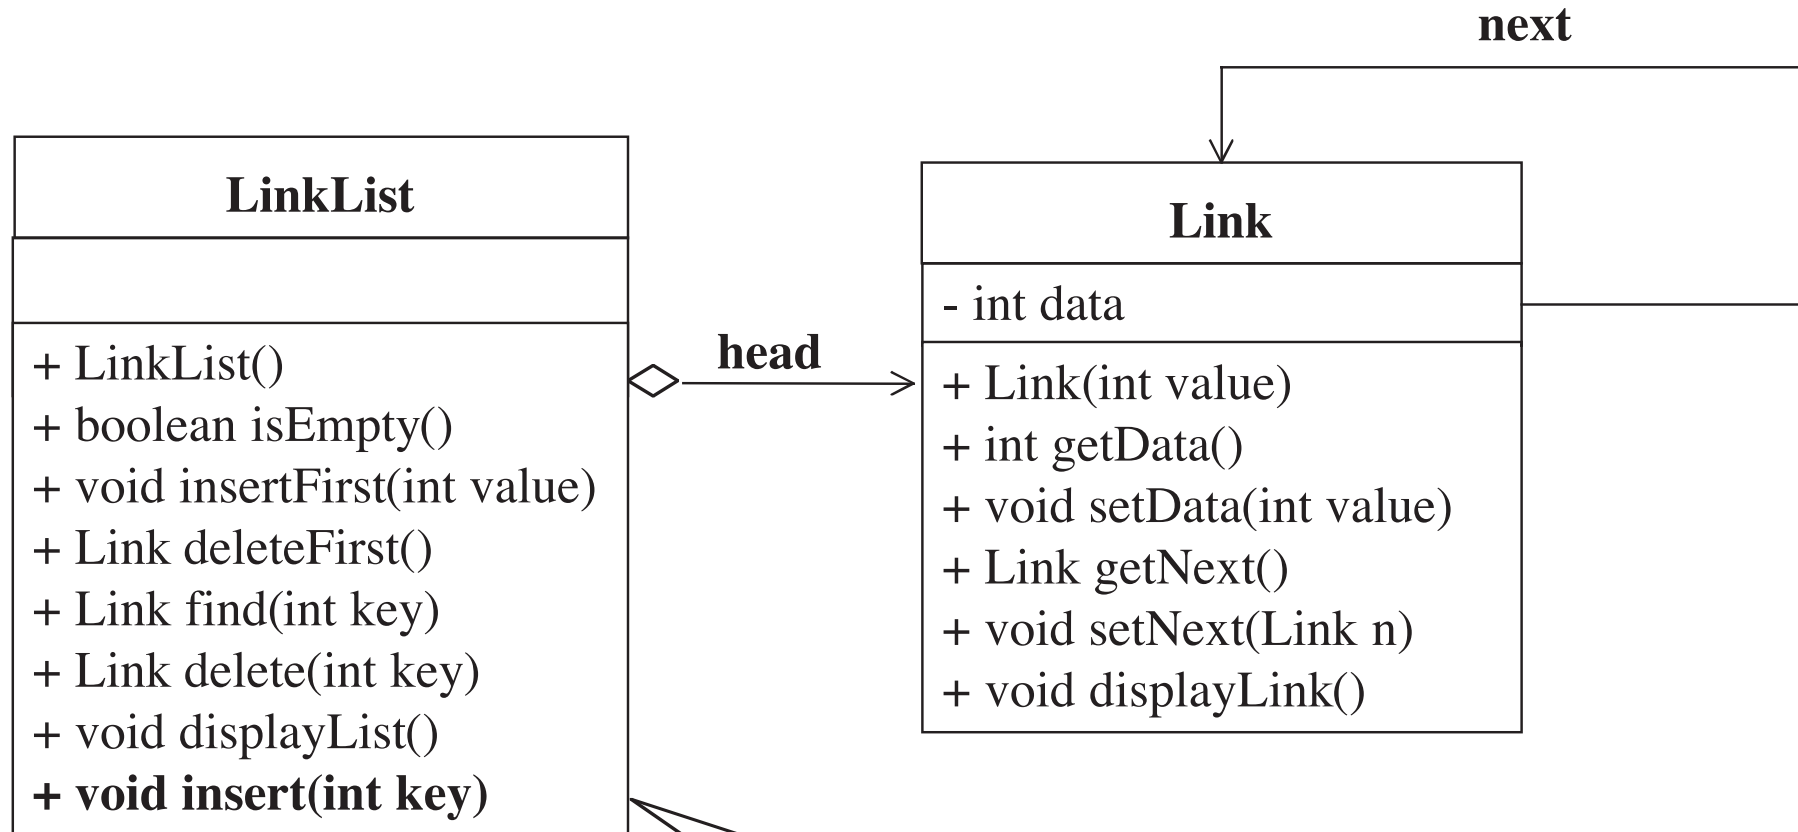 next
LinkList
+ LinkList()
+ boolean isEmpty()
+ void insertFirst(int value)
+ Link deleteFirst()
+ Link find(int key)
+ Link delete(int key)
+ void displayList()
+ void insert(int key)
head
Link
- int data
+ Link(int value)
+ int getData()
+ void setData(int value)
+ Link getNext()
+ void setNext(Link n)
+ void displayLink()